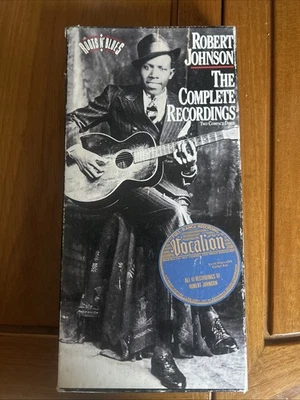 ROOTS N' BLUES
ROBERT
JOHNSON
THE
COMPLETE
RECORDINGS
TWO COMPACT DISCS
Vocalion
ALL 41 RECORDINGS BY
ROBERT JOHNSON